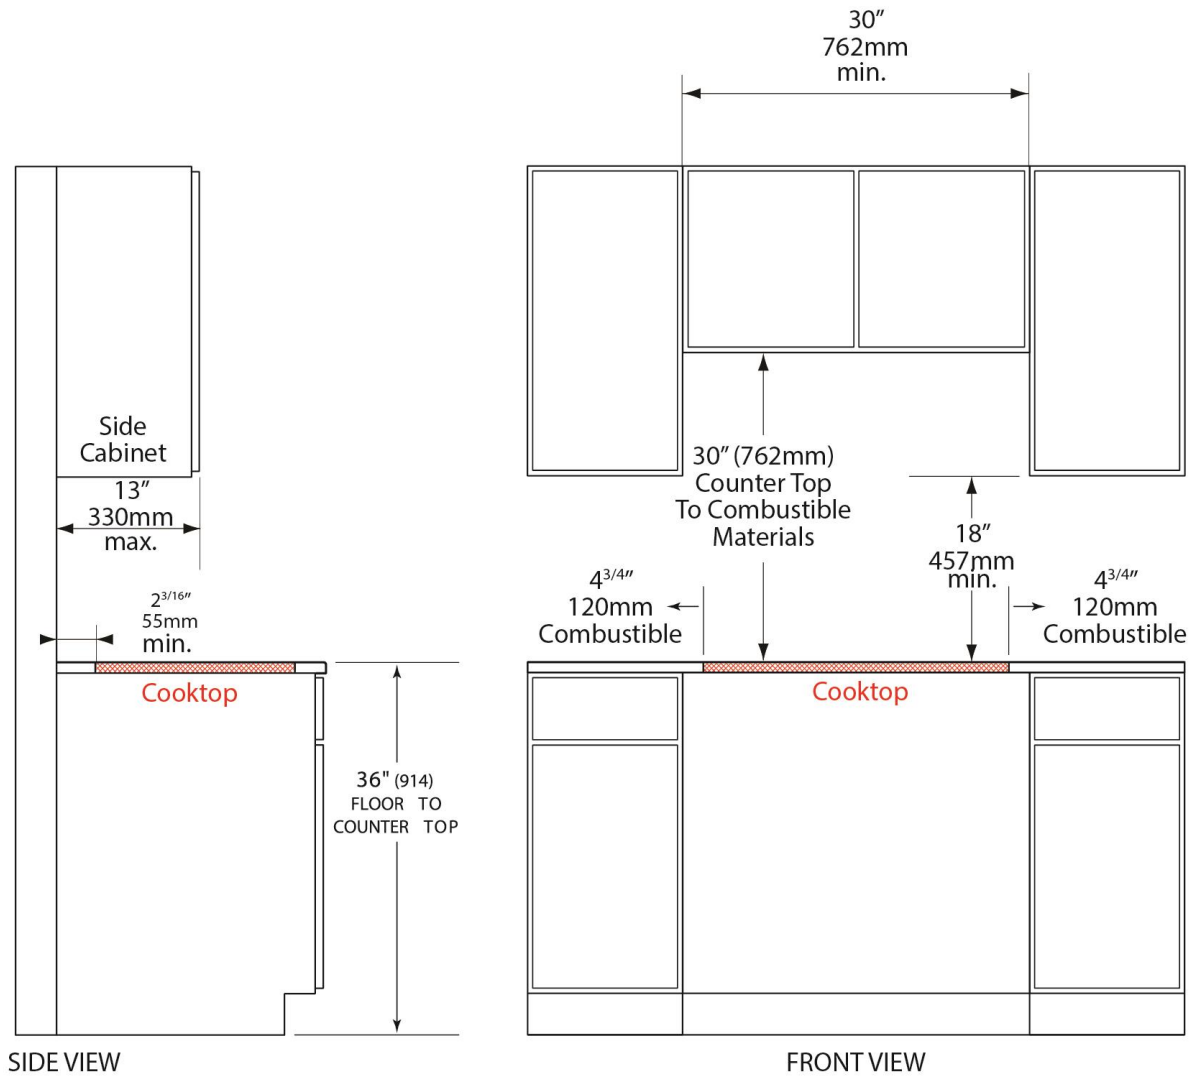 30″
762mm
min.
Side
Cabinet
13″
330mm
max.
2 3/16″
55mm
min.
Cooktop
36" (914)
FLOOR TO
COUNTER TOP
SIDE VIEW
30″ (762mm)
Counter Top
To Combustible
Materials
18″
457mm
min.
4 3/4″
120mm
Combustible
4 3/4″
120mm
Combustible
Cooktop
FRONT VIEW